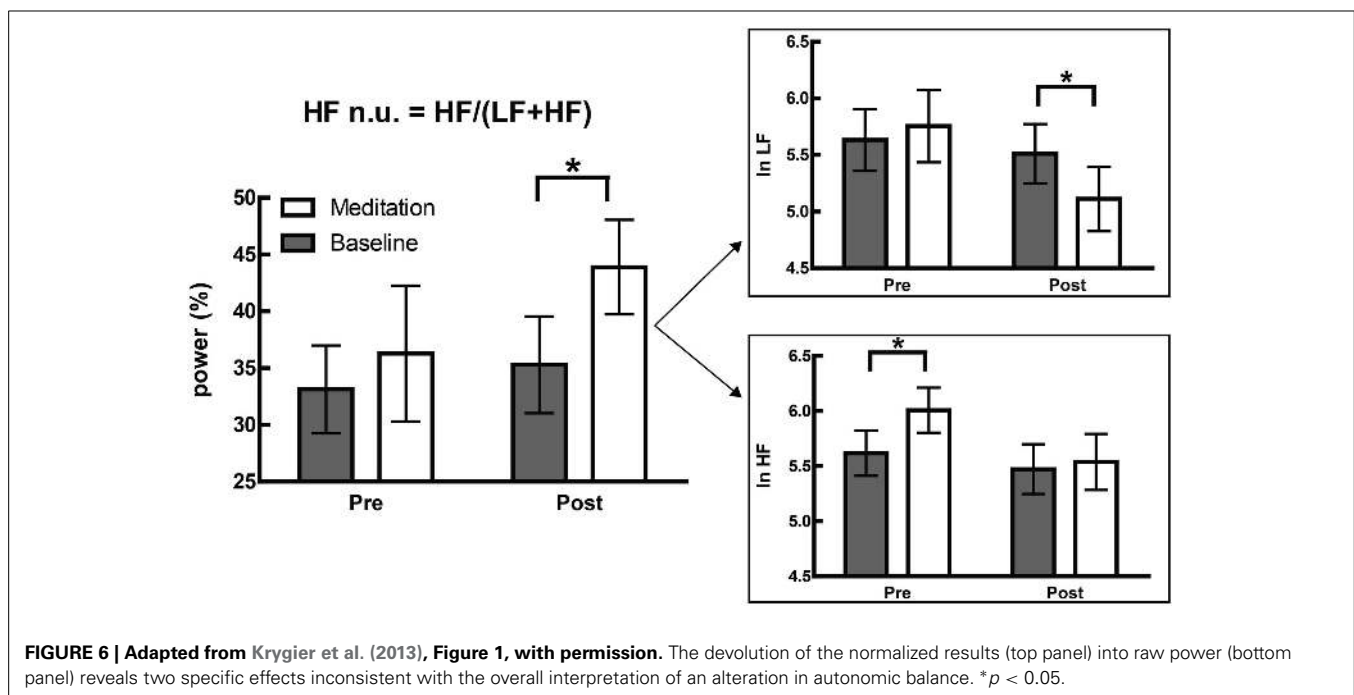 HF n.u. = HF/(LF+HF)
*
50
45
40
35
30
25
power (%)
Meditation
Baseline
Pre
Post
6.5
6.0
5.5
5.0
4.5
ln LF
*
Pre
Post
6.5
6.0
5.5
5.0
4.5
ln HF
*
Pre
Post
FIGURE 6 | Adapted from Krygier et al. (2013), Figure 1, with permission. The devolution of the normalized results (top panel) into raw power (bottom
panel) reveals two specific effects inconsistent with the overall interpretation of an alteration in autonomic balance. *p < 0.05.